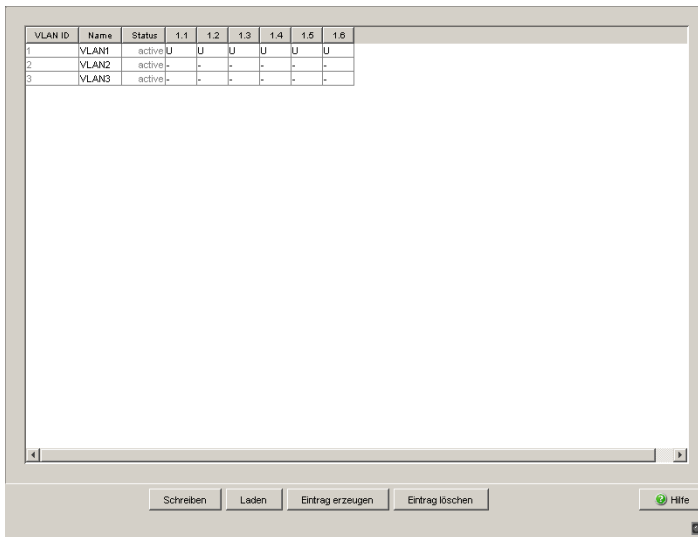 VLAN ID Name Status 1.1 1.2 1.3 1.4 1.5 1.6
1 VLAN1 active U U U U U U
2 VLAN2 active - - - - - -
3 VLAN3 active - - - - - -
Schreiben Laden Eintrag erzeugen Eintrag löschen Hilfe